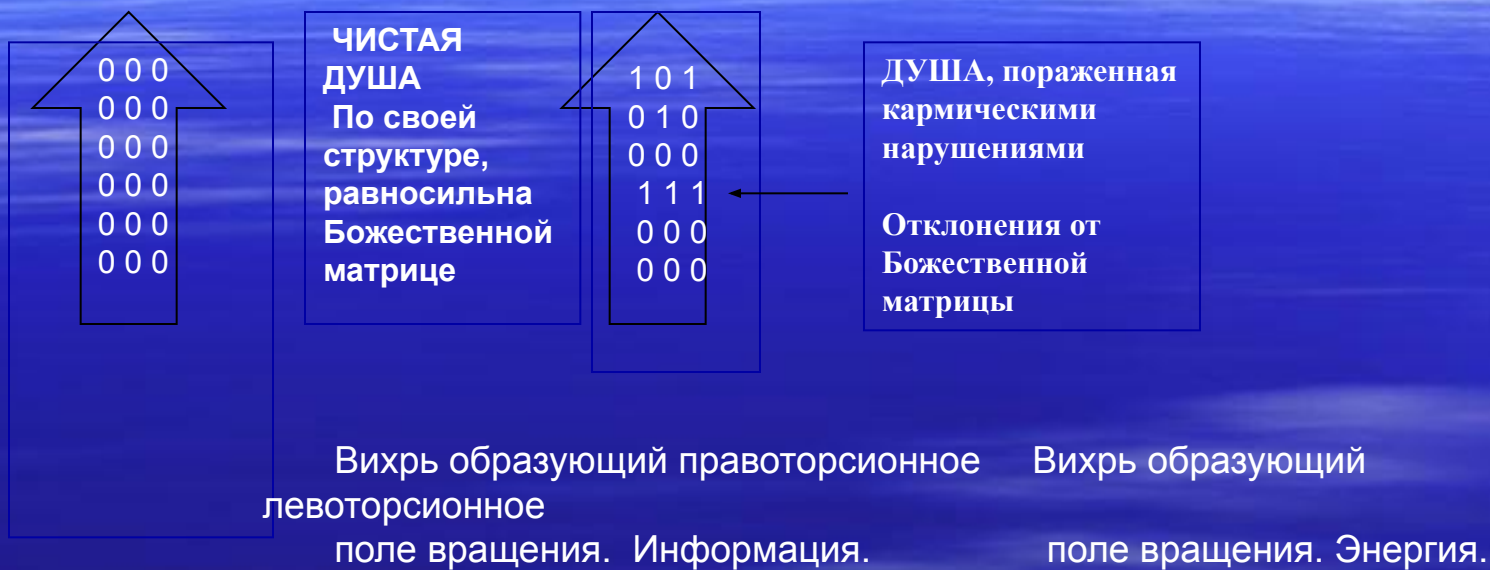 0 0 0
0 0 0
0 0 0
0 0 0
0 0 0
0 0 0
ЧИСТАЯ
ДУША
По своей
структуре,
равносильна
Божественной
матрице
1 0 1
0 1 0
0 0 0
1 1 1
0 0 0
0 0 0
ДУША, пораженная
кармическими
нарушениями
Отклонения от
Божественной
матрицы
Вихрь образующий правоторсионное Вихрь образующий
левоторсионное
поле вращения. Информация. поле вращения. Энергия.